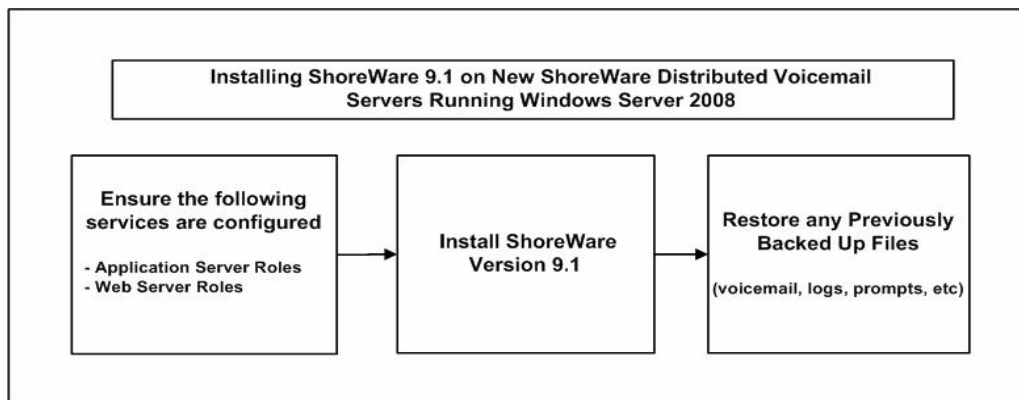 Installing ShoreWare 9.1 on New ShoreWare Distributed Voicemail
Servers Running Windows Server 2008
Ensure the following
services are configured
- Application Server Roles
- Web Server Roles
Install ShoreWare
Version 9.1
Restore any Previously
Backed Up Files
(voicemail, logs, prompts, etc)